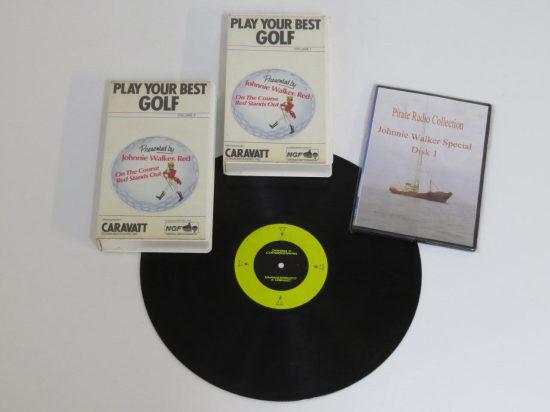 PLAY YOUR BEST
GOLF
VOLUME 1
Presented by
Johnnie Walker Red
On The Course
Red Stands Out
CARAVATT
NGF
PLAY YOUR BEST
GOLF
VOLUME 2
Presented by
Johnnie Walker Red
On The Course
Red Stands Out
CARAVATT
NGF
Pirate Radio Collection
Johnnie Walker Special
Disk 1